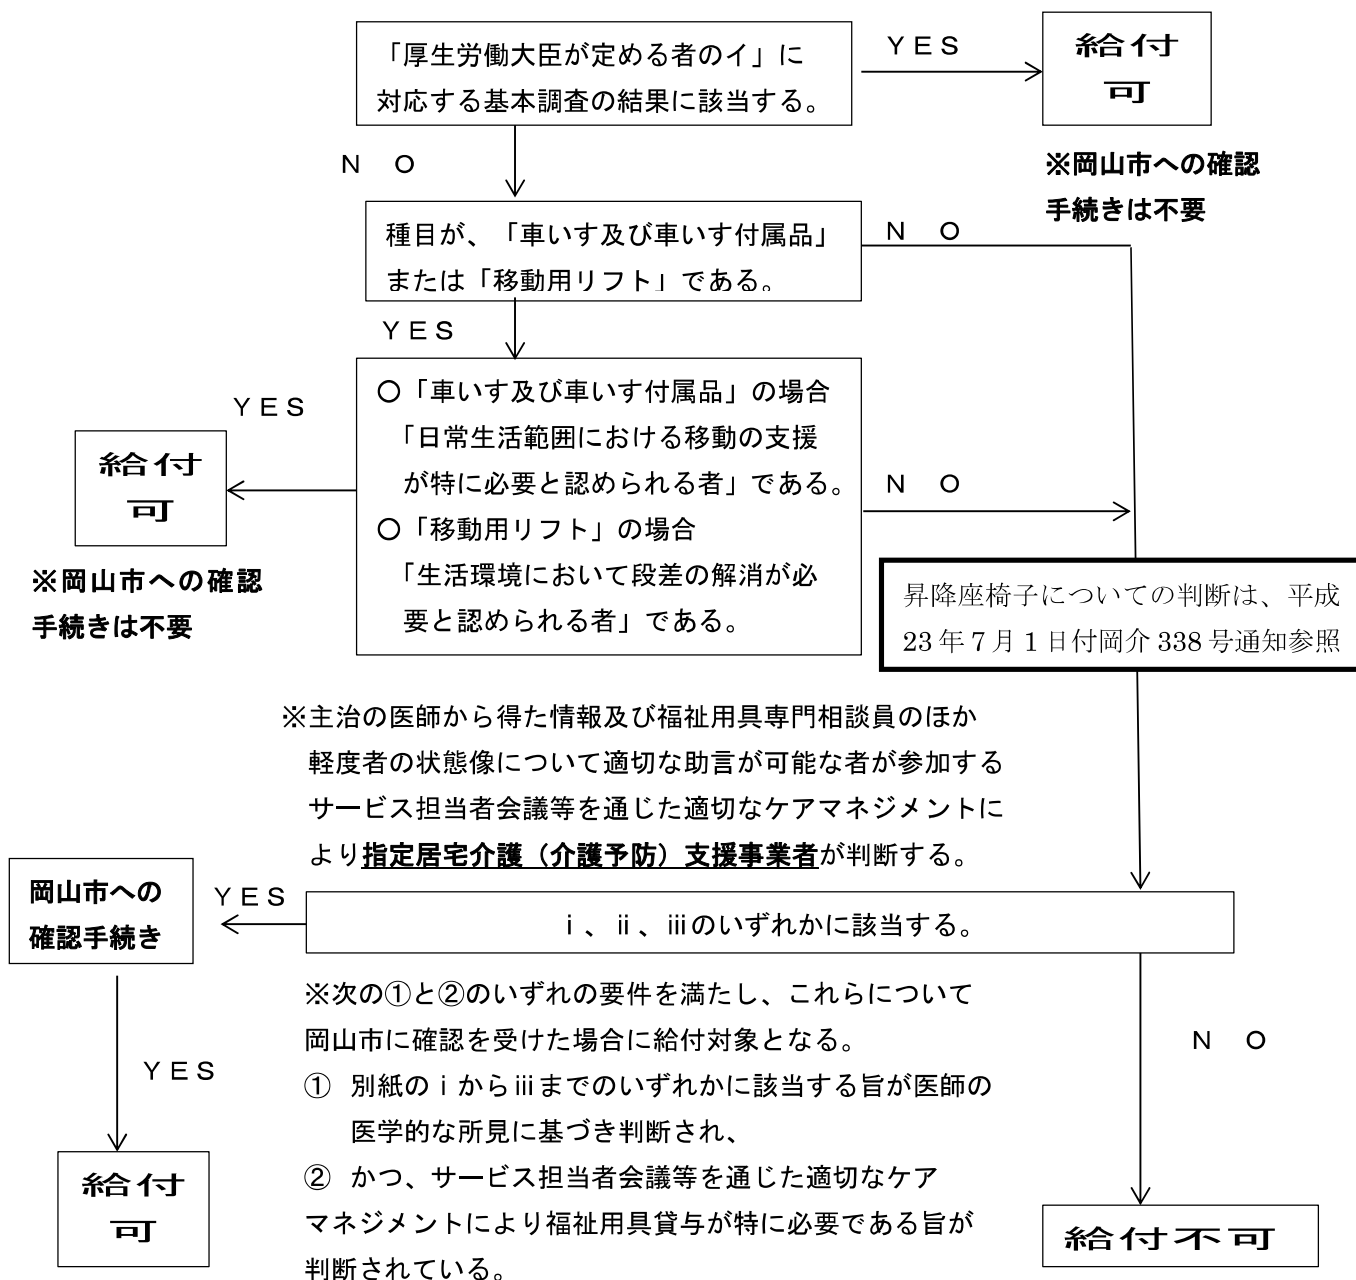 「厚生労働大臣が定める者のイ」に
対応する基本調査の結果に該当する。
ＹＥＳ
給付
可
※岡山市への確認
手続きは不要
Ｎ Ｏ
種目が、「車いす及び車いす付属品」
または「移動用リフト」である。
Ｎ Ｏ
ＹＥＳ
○「車いす及び車いす付属品」の場合
「日常生活範囲における移動の支援
が特に必要と認められる者」である。
○「移動用リフト」の場合
「生活環境において段差の解消が必
要と認められる者」である。
ＹＥＳ
給付
可
※岡山市への確認
手続きは不要
Ｎ Ｏ
昇降座椅子についての判断は、平成
23 年７月１日付岡介 338 号通知参照
※主治の医師から得た情報及び福祉用具専門相談員のほか
軽度者の状態像について適切な助言が可能な者が参加する
サービス担当者会議等を通じた適切なケアマネジメントに
より指定居宅介護（介護予防）支援事業者が判断する。
岡山市への
確認手続き
ＹＥＳ
ⅰ、ⅱ、ⅲのいずれかに該当する。
※次の①と②のいずれの要件を満たし、これらについて
岡山市に確認を受けた場合に給付対象となる。
① 別紙のⅰからⅲまでのいずれかに該当する旨が医師の
医学的な所見に基づき判断され、
② かつ、サービス担当者会議等を通じた適切なケア
マネジメントにより福祉用具貸与が特に必要である旨が
判断されている。
ＹＥＳ
給付
可
Ｎ Ｏ
給付不可